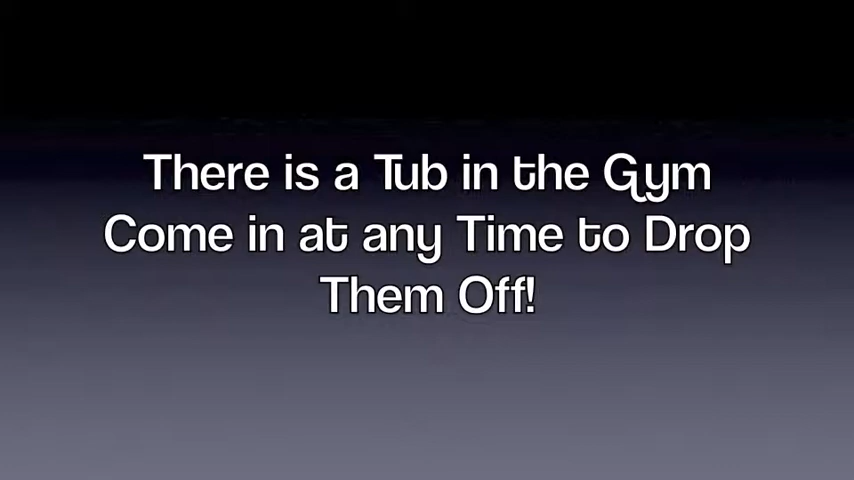 There is a Tub in the Gym
Come in at any Time to Drop
Them Off!